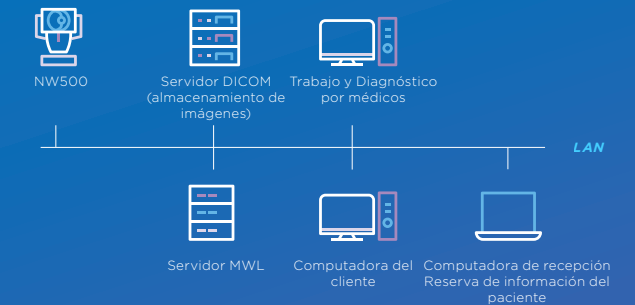 NW500
Servidor DICOM
(almacenamiento de
imágenes)
Trabajo y Diagnóstico
por médicos
LAN
Servidor MWL
Computadora del
cliente
Computadora de recepción
Reserva de información del
paciente